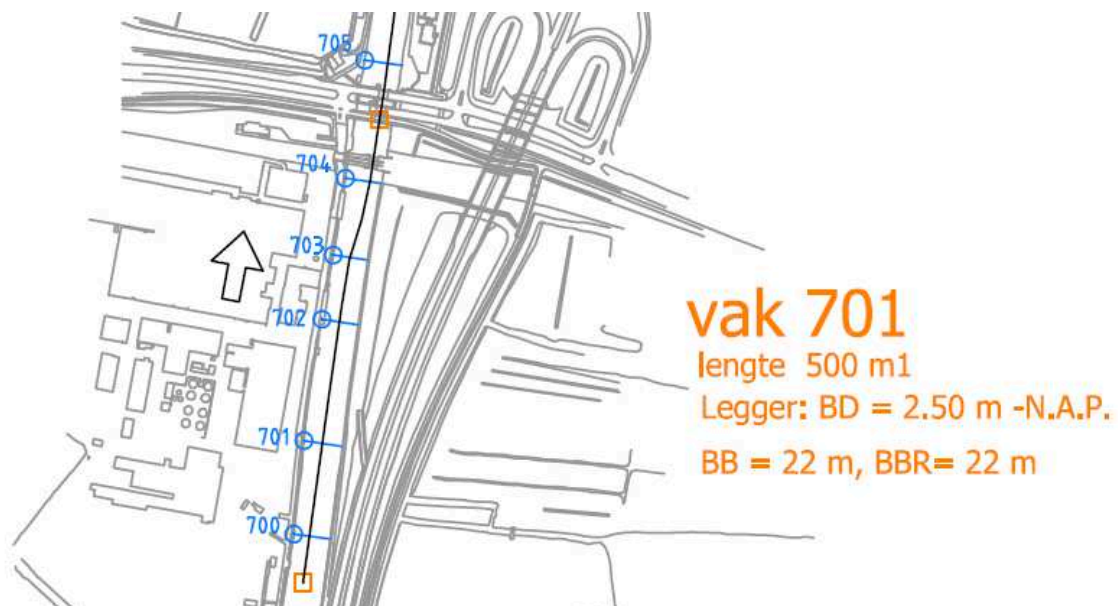 705
704
703
702
701
700
vak 701
lengte 500 m1
Legger: BD = 2.50 m -N.A.P.
BB = 22 m, BBR= 22 m